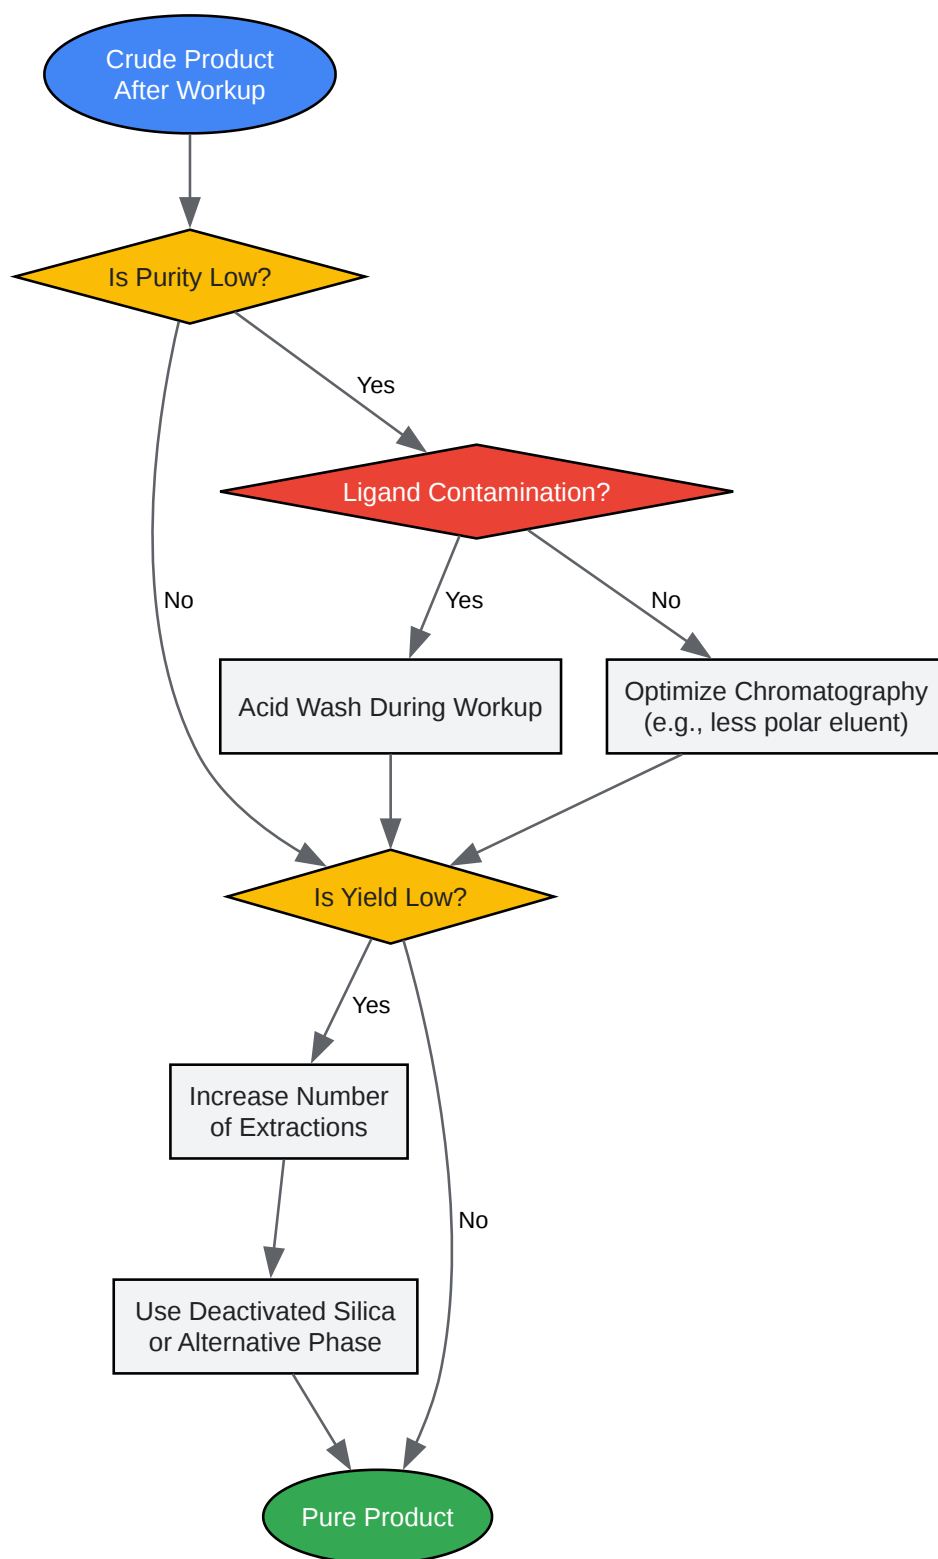 Crude Product
After Workup
Is Purity Low?
Yes
Ligand Contamination?
No
Yes
No
Acid Wash During Workup
Optimize Chromatography
(e.g., less polar eluent)
Is Yield Low?
Yes
Increase Number
of Extractions
No
Use Deactivated Silica
or Alternative Phase
Pure Product